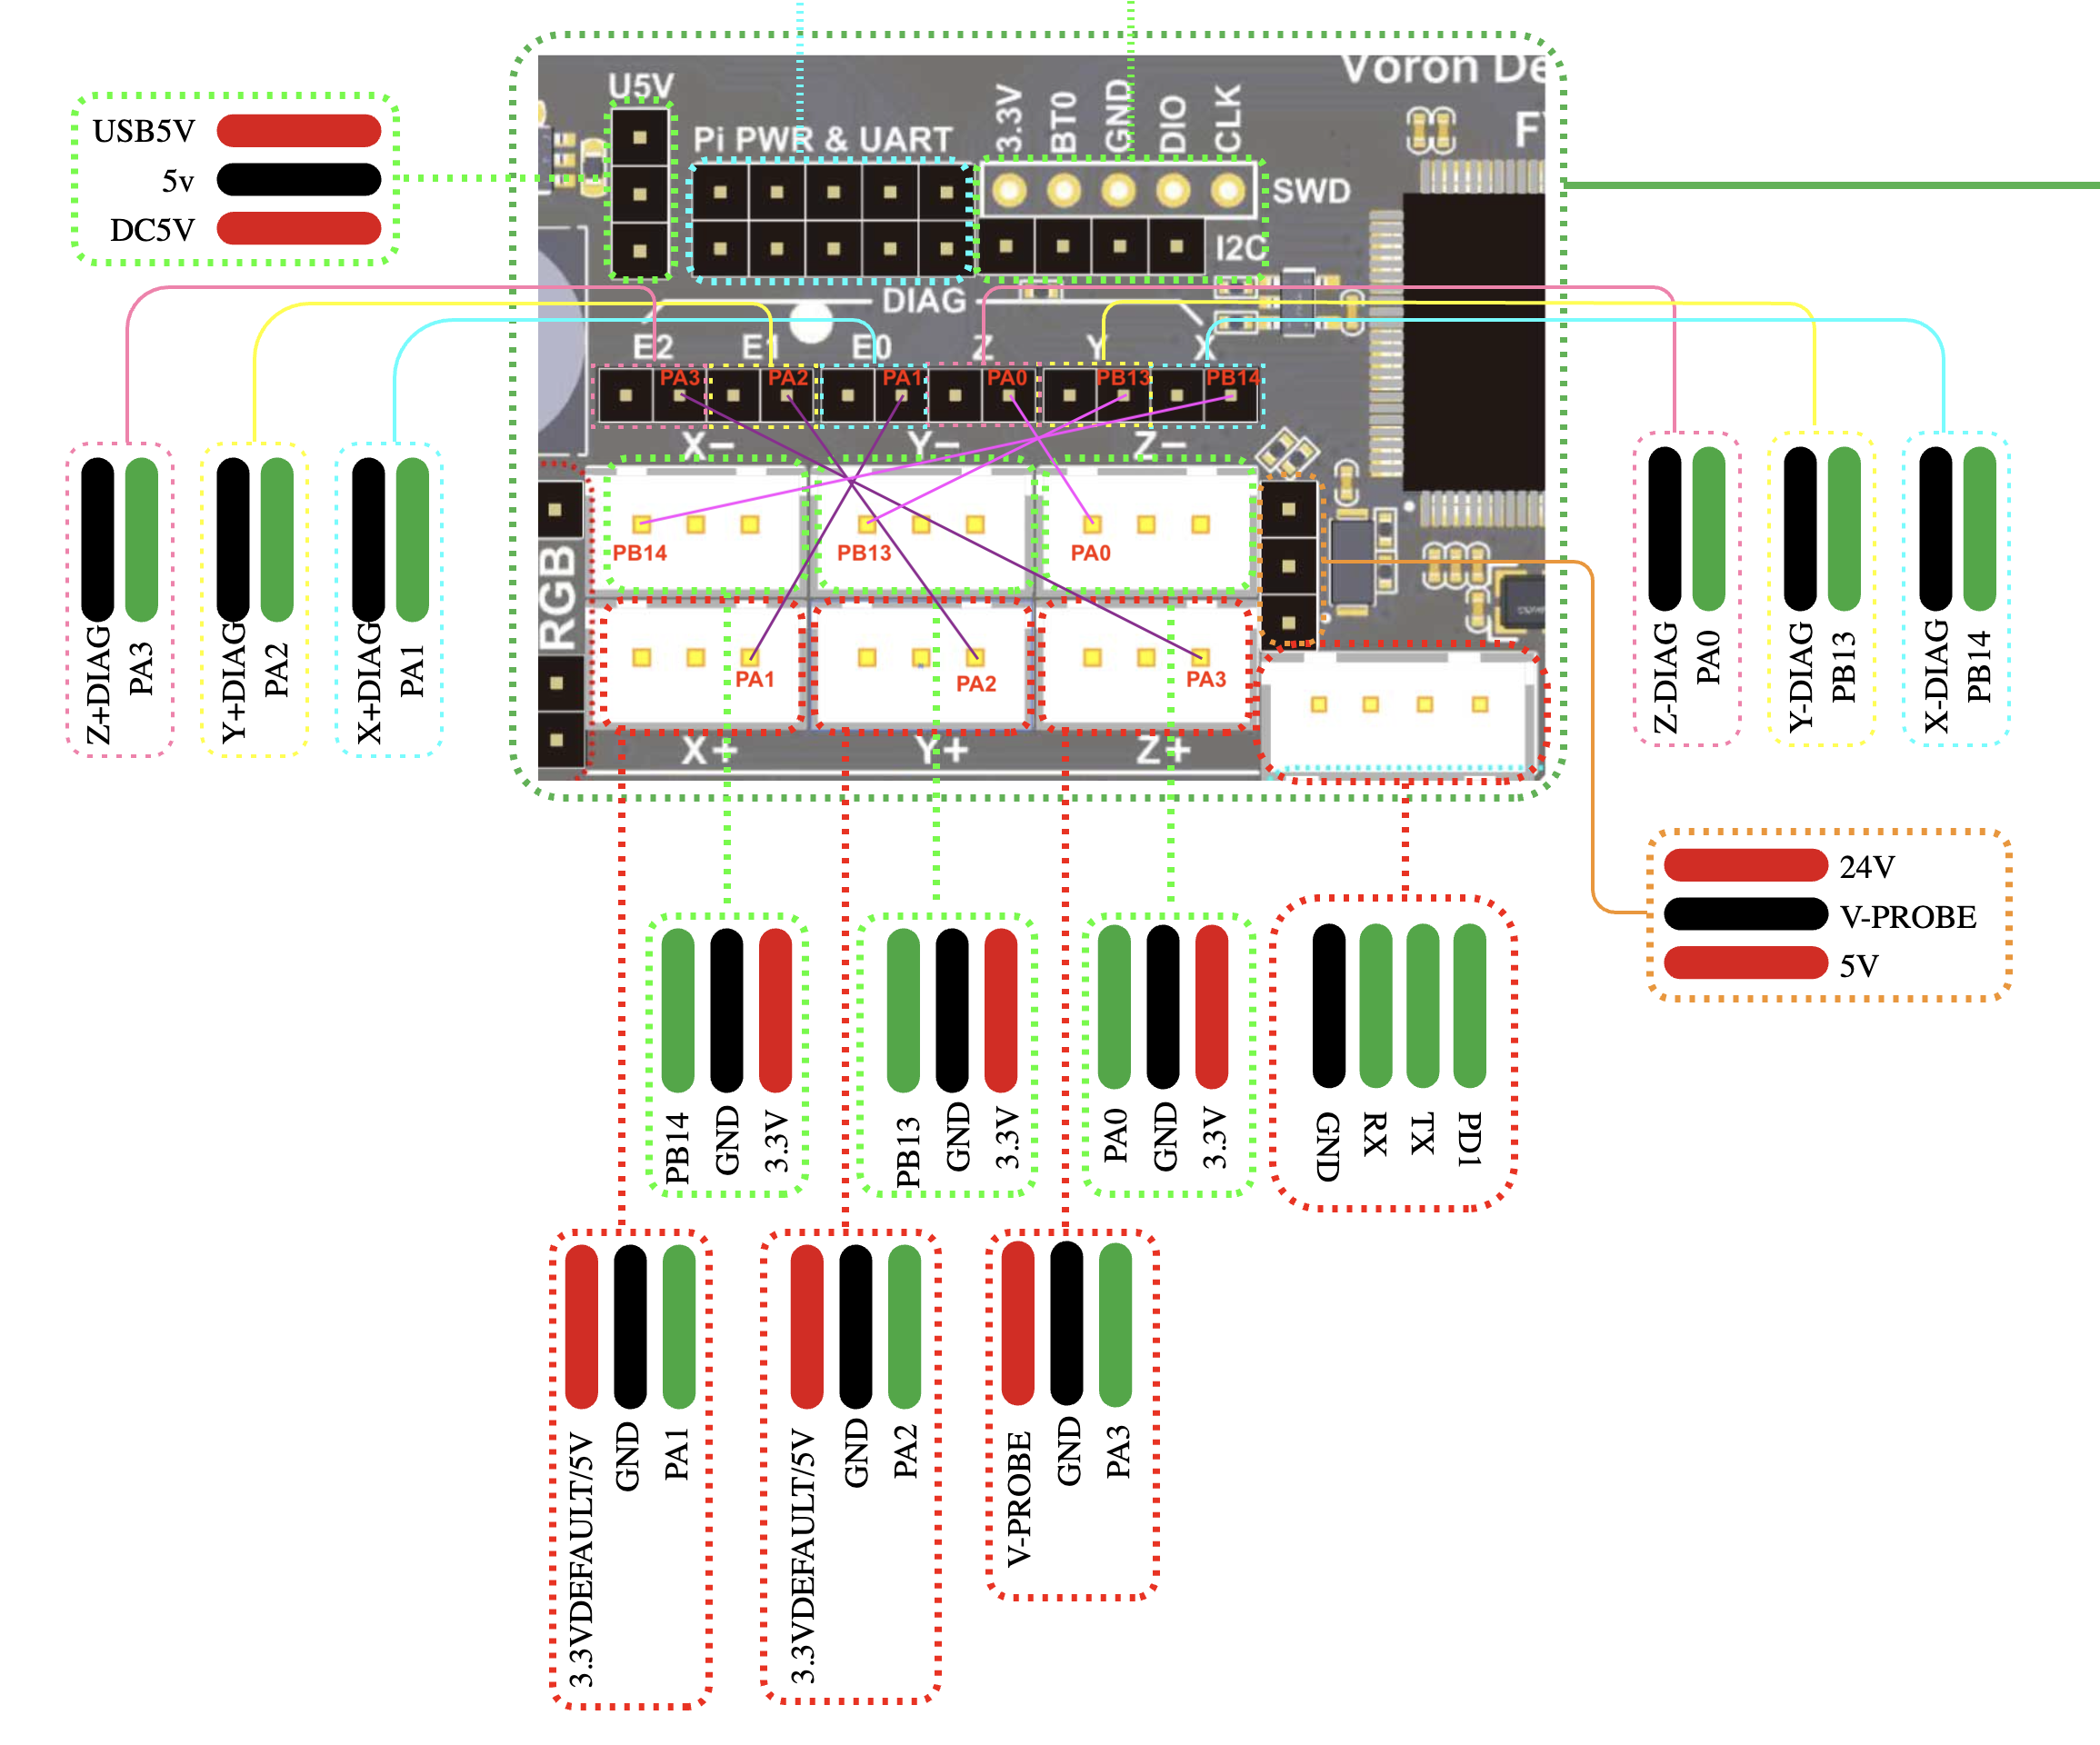 Voron De
U5V
USB5V
5v
DC5V
Pi PWR & UART
3.3V
BT0
GND
DIO
CLK
SWD
I2C
F
DIAG
E2
E1
E0
Z
Y
X
PA3
PA2
PA1
PA0
PB13
PB14
X−
Y−
Z−
PB14
PB13
PA0
RGB
PA1
PA2
PA3
X+
Y+
Z+
Z+DIAG
PA3
Y+DIAG
PA2
X+DIAG
PA1
Z-DIAG
PA0
Y-DIAG
PB13
X-DIAG
PB14
24V
V-PROBE
5V
PB14
GND
3.3V
PB13
GND
3.3V
PA0
GND
3.3V
GND
RX
TX
PD1
3.3VDEFAULT/5V
GND
PA1
3.3VDEFAULT/5V
GND
PA2
V-PROBE
GND
PA3